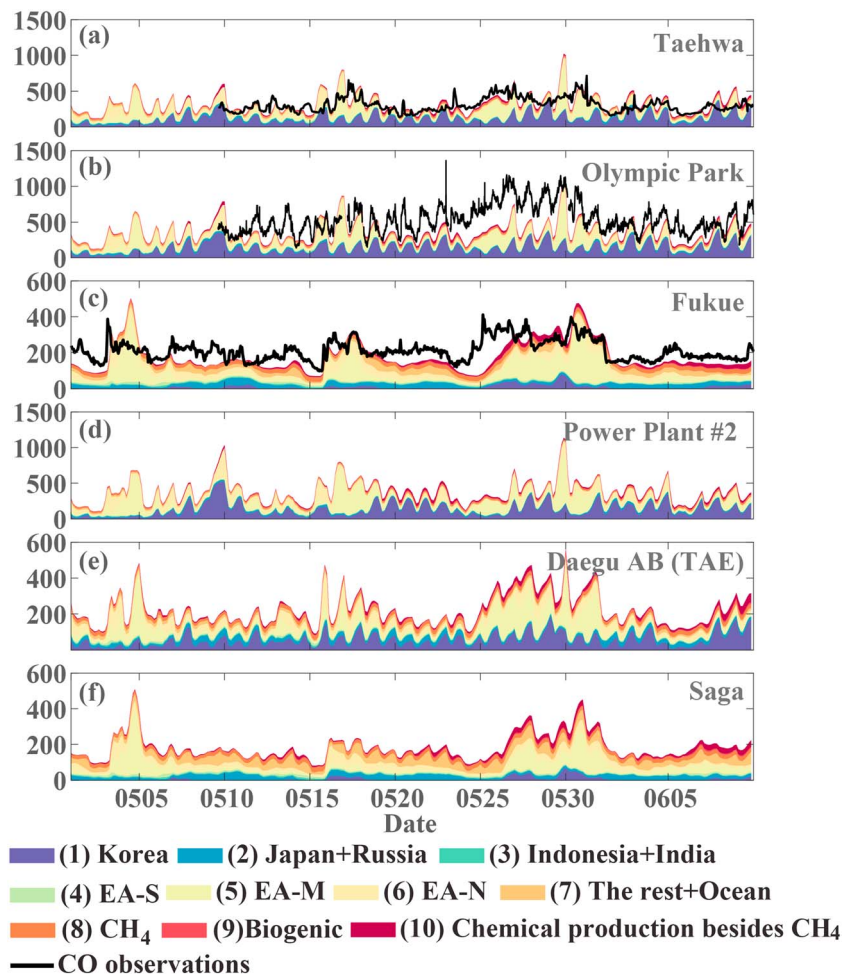 1500
(a)
Taehwa
1000
500
0
1500
(b)
Olympic Park
1000
500
0
600
(c)
Fukue
400
200
0
1500
(d)
Power Plant #2
1000
500
0
600
(e)
Daegu AB (TAE)
400
200
600
(f)
Saga
400
200
0
0505 0510 0515 0520 0525 0530 0605
Date
(1) Korea (2) Japan+Russia (3) Indonesia+India
(4) EA-S (5) EA-M (6) EA-N (7) The rest+Ocean
(8) CH₄ (9)Biogenic (10) Chemical production besides CH₄
CO observations